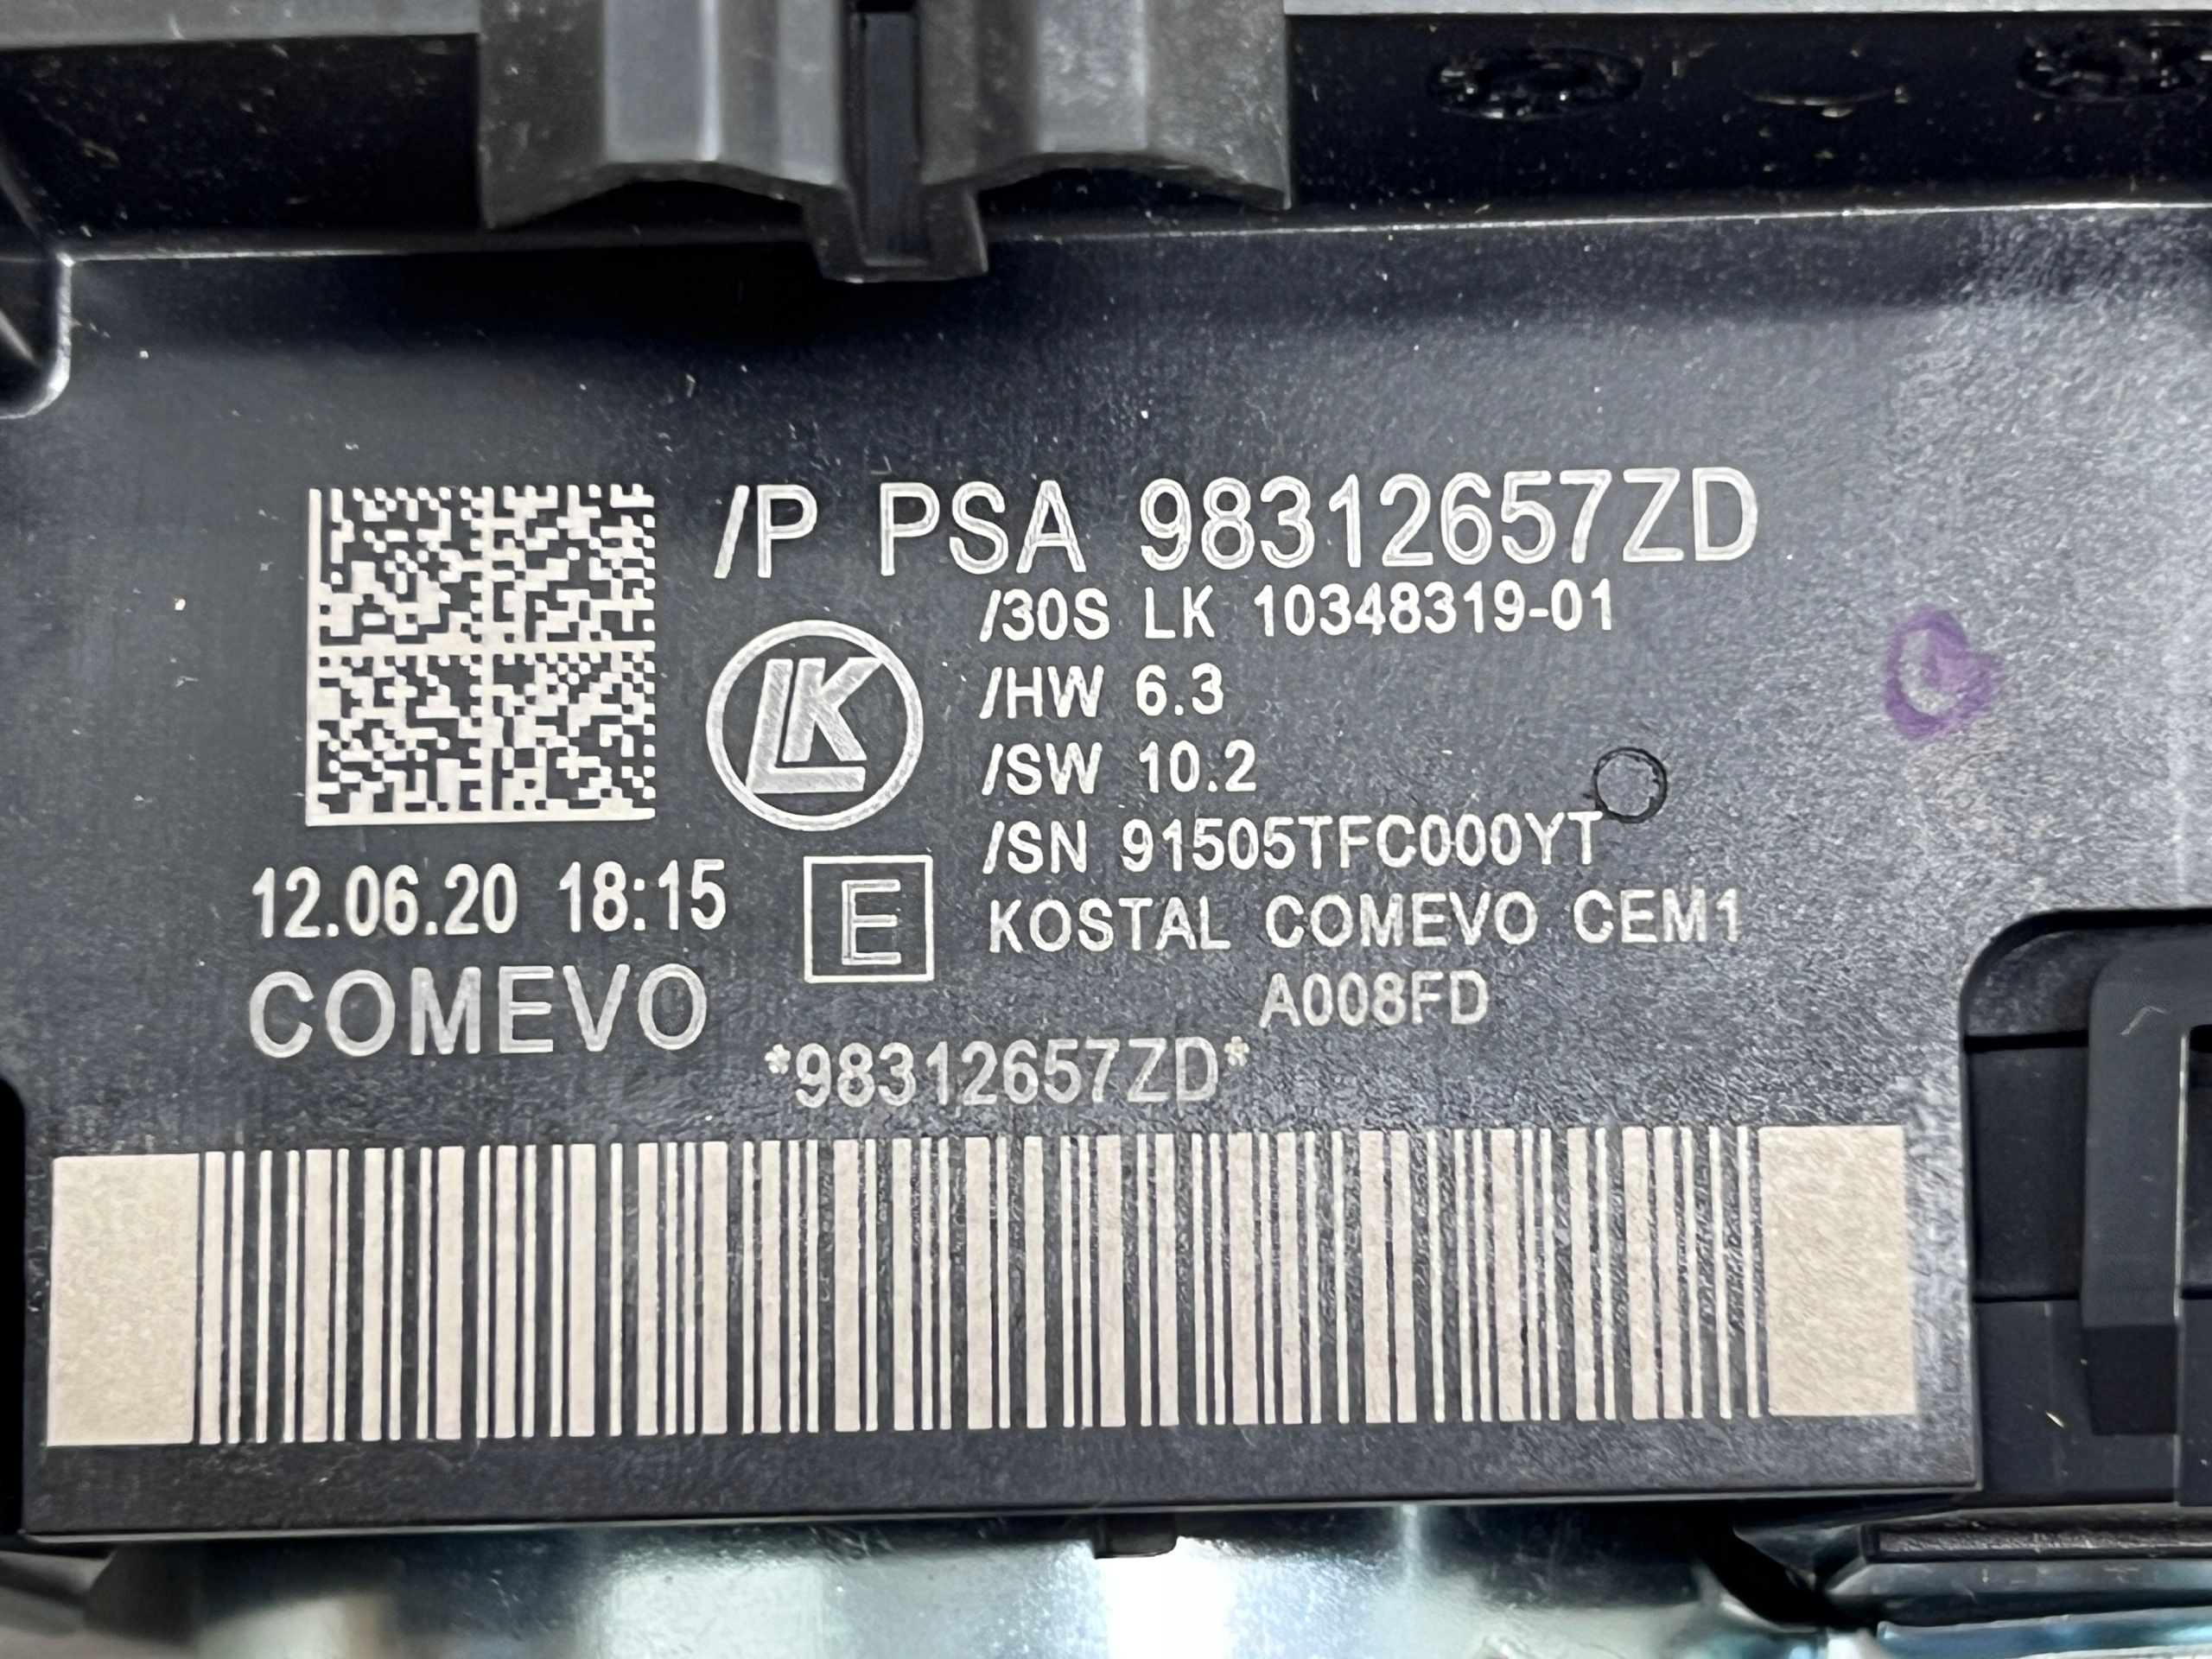 /P PSA 98312657ZD
/30S LK 10348319-01
LK
/HW 6.3
/SW 10.2
/SN 91505TFC000YT
12.06.20 18:15
E
KOSTAL COMEVO CEM1
COMEVO
A008FD
*98312657ZD*